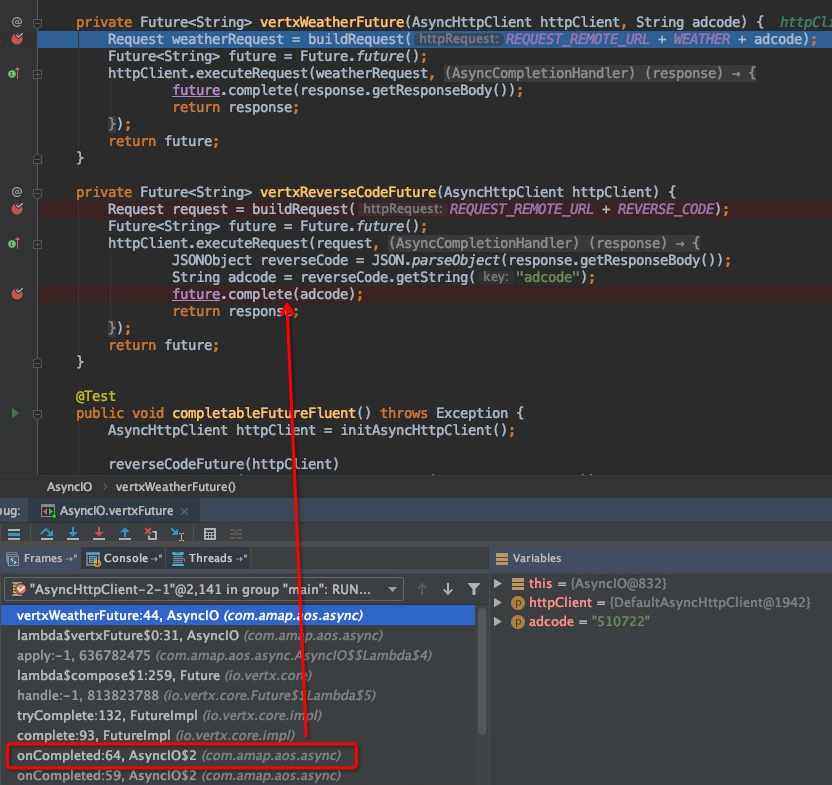 private Future<String> vertxWeatherFuture(AsyncHttpClient httpClient, String adcode) { httpCl
Request weatherRequest = buildRequest( httpRequest: REQUEST_REMOTE_URL + WEATHER + adcode);
Future<String> future = Future.future();
httpClient.executeRequest(weatherRequest, (AsyncCompletionHandler) (response) → {
future.complete(response.getResponseBody());
return response;
});
return future;
}
private Future<String> vertxReverseCodeFuture(AsyncHttpClient httpClient) {
Request request = buildRequest( httpRequest: REQUEST_REMOTE_URL + REVERSE_CODE);
Future<String> future = Future.future();
httpClient.executeRequest(request, (AsyncCompletionHandler) (response) → {
JSONObject reverseCode = JSON.parseObject(response.getResponseBody());
String adcode = reverseCode.getString( key: "adcode");
future.complete(adcode);
return response;
});
return future;
}
@Test
public void completableFutureFluent() throws Exception {
AsyncHttpClient httpClient = initAsyncHttpClient();
reverseCodeFuture(httpClient)
AsyncIO › vertxWeatherFuture()
ug: AsyncIO.vertxFuture ×
Frames Console Threads Variables
"AsyncHttpClient-2-1"@2,141 in group "main": RUN...
vertxWeatherFuture:44, AsyncIO (com.amap.aos.async)
lambda$vertxFuture$0:31, AsyncIO (com.amap.aos.async)
apply:-1, 636782475 (com.amap.aos.async.AsyncIO$$Lambda$4)
lambda$compose$1:259, Future (io.vertx.core)
handle:-1, 813823788 (io.vertx.core.Future$$Lambda$5)
tryComplete:132, FutureImpl (io.vertx.core.impl)
complete:93, FutureImpl (io.vertx.core.impl)
onCompleted:64, AsyncIO$2 (com.amap.aos.async)
onCompleted:59, AsyncIO$2 (com.amap.aos.async)
this = {AsyncIO@832}
httpClient = {DefaultAsyncHttpClient@1942}
adcode = "510722"